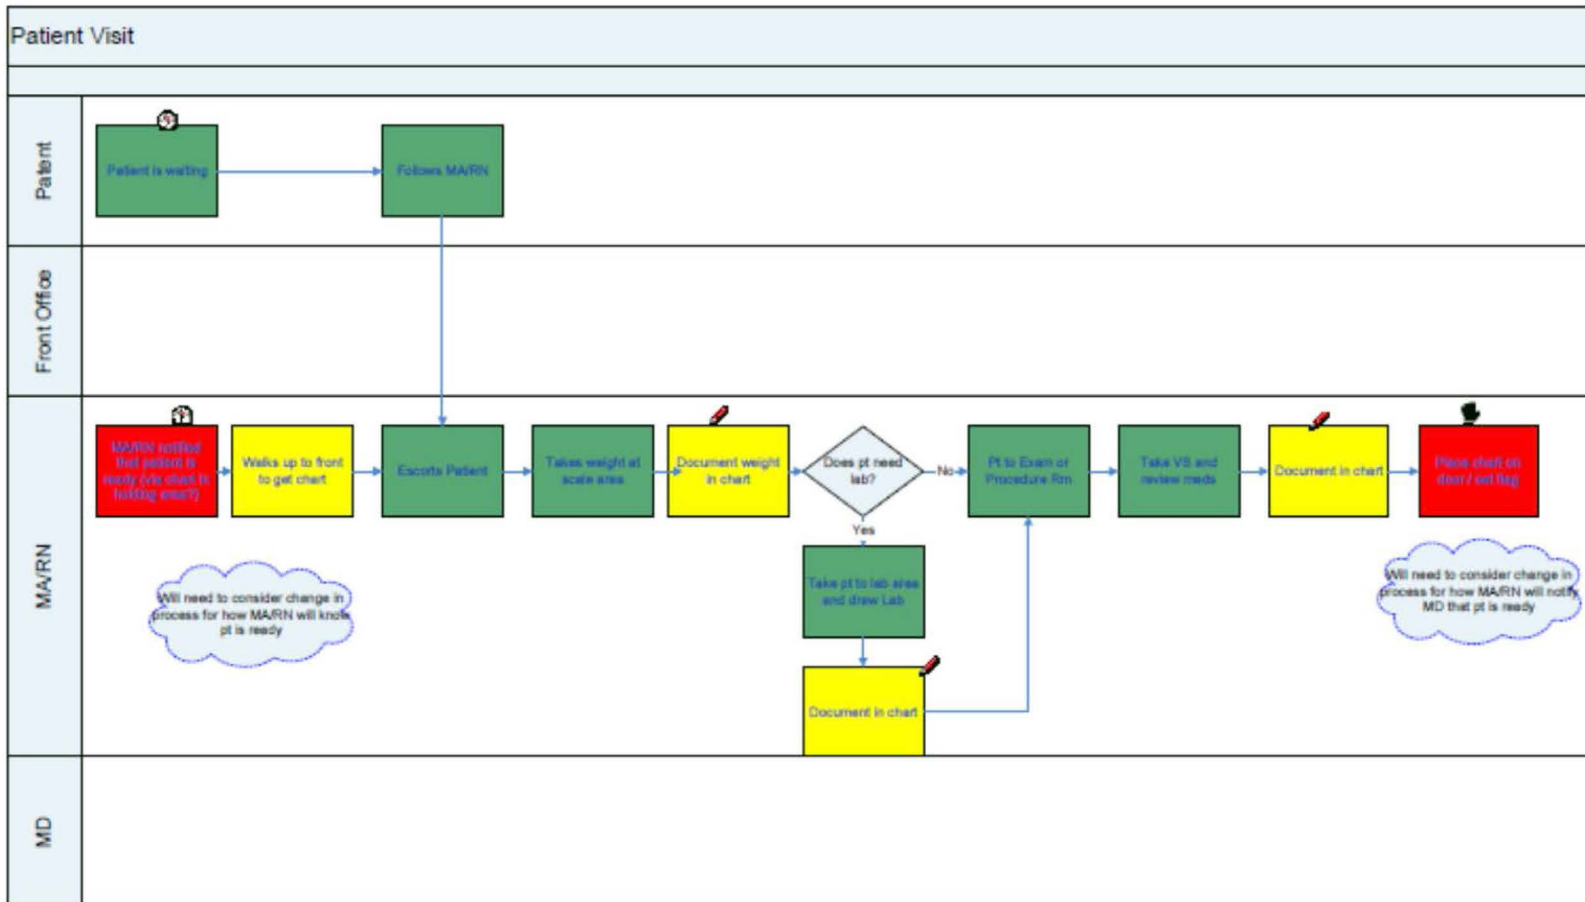 Patient Visit
Patent
Patient is waiting
Follows MA/RN
Front Office
MA/RN
MA/RN notified
that patient is
ready (via chart in
holding area?)
Walks up to front
to get chart
Escorts Patient
Takes weight at
scale area
Document weight
in chart
Does pt need
lab?
No
Pt to Exam or
Procedure Rm
Take VS and
review meds
Document in chart
Place chart on
door / set flag
Yes
Take pt to lab area
and draw Lab
Document in chart
Will need to consider change in
process for how MA/RN will know
pt is ready
Will need to consider change in
process for how MA/RN will notify
MD that pt is ready
MD